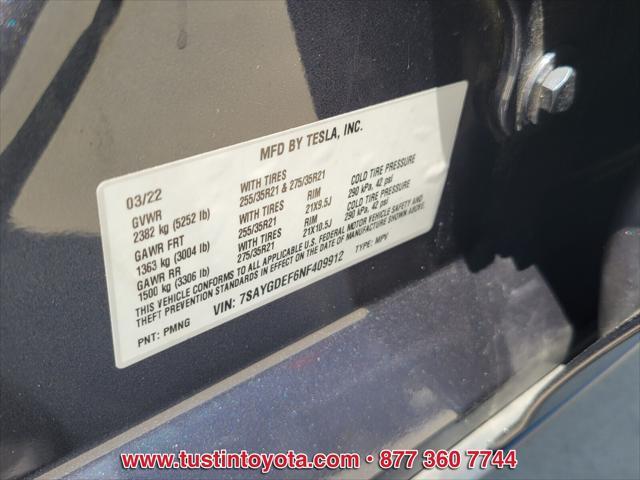 MFD BY TESLA, INC.
03/22
GVWR WITH TIRES COLD TIRE PRESSURE
2382 kg (5252 lb) 255/35R21 & 275/35R21 290 kPa, 42 psi
GAWR FRT WITH TIRES RIM COLD TIRE PRESSURE
1363 kg (3004 lb) 255/35R21 21X9.5J 290 kPa, 42 psi
GAWR RR WITH TIRES RIM
1500 kg (3306 lb) 275/35R21 21X10.5J
THIS VEHICLE CONFORMS TO ALL APPLICABLE U.S. FEDERAL MOTOR VEHICLE SAFETY AND
THEFT PREVENTION STANDARDS IN EFFECT ON THE DATE OF MANUFACTURE SHOWN ABOVE.
VIN: 7SAYGDEF6NF409912 TYPE: MPV
PNT: PMNG
• www.tustintoyota.com • 877 360 7744